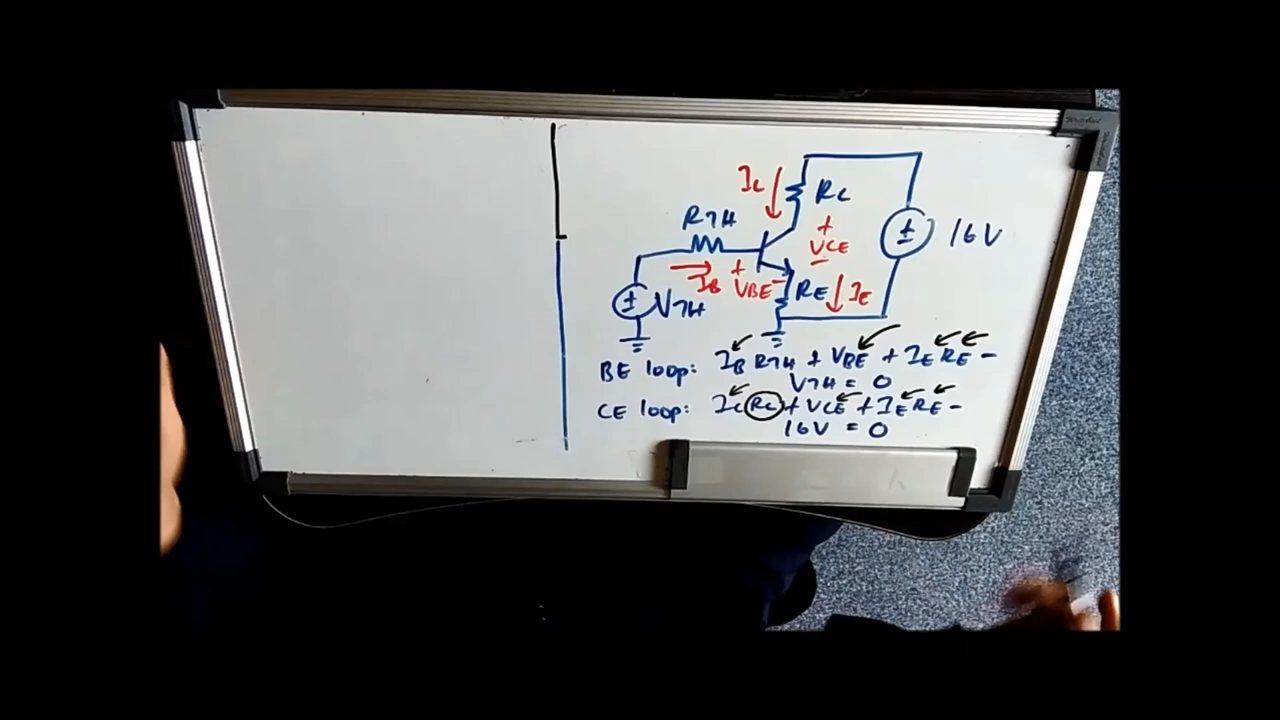 IC
RC
RTH
+
VCE
-
16V
IB
+
VBE-
RE
IE
VTH
BE loop: IB RTH + VBE + IE RE -
VTH = 0
CE loop: IC RC + VCE + IE RE -
16V = 0